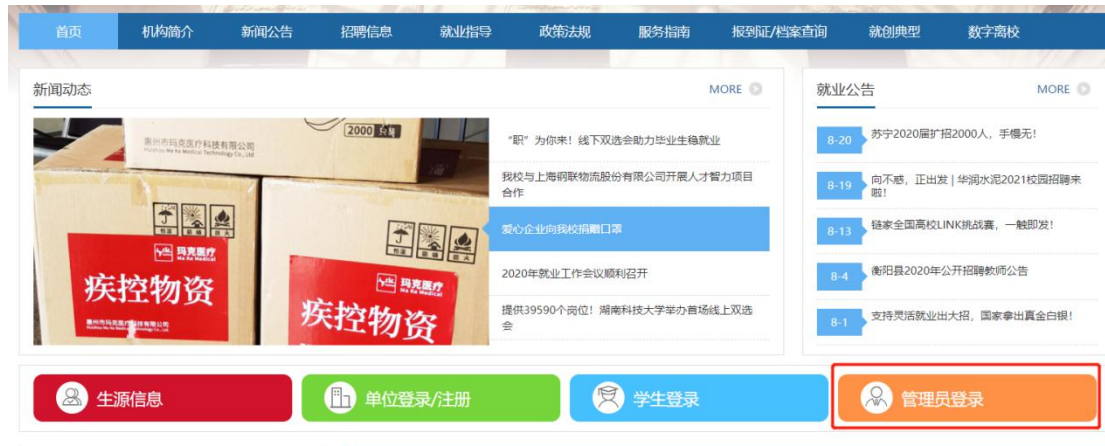 首页 机构简介 新闻公告 招聘信息 就业指导 政策法规 服务指南 报到证/档案查询 就创典型 数字离校
新闻动态 MORE
惠州市玛克医疗科技有限公司
2000
玛克医疗
疾控物资
玛克医疗
疾控物资
“职”为你来！线下双选会助力毕业生稳就业
我校与上海钢联物流股份有限公司开展人才智力项目
合作
爱心企业向我校捐赠口罩
2020年就业工作会议顺利召开
提供39590个岗位！湖南科技大学举办首场线上双选
会
就业公告 MORE
8-20 苏宁2020届扩招2000人，手慢无！
8-19 向不惑，正出发 | 华润水泥2021校园招聘来
啦！
8-13 链家全国高校LINK挑战赛，一触即发！
8-4 衡阳县2020年公开招聘教师公告
8-1 支持灵活就业出大招，国家拿出真金白银！
生源信息 单位登录/注册 学生登录 管理员登录